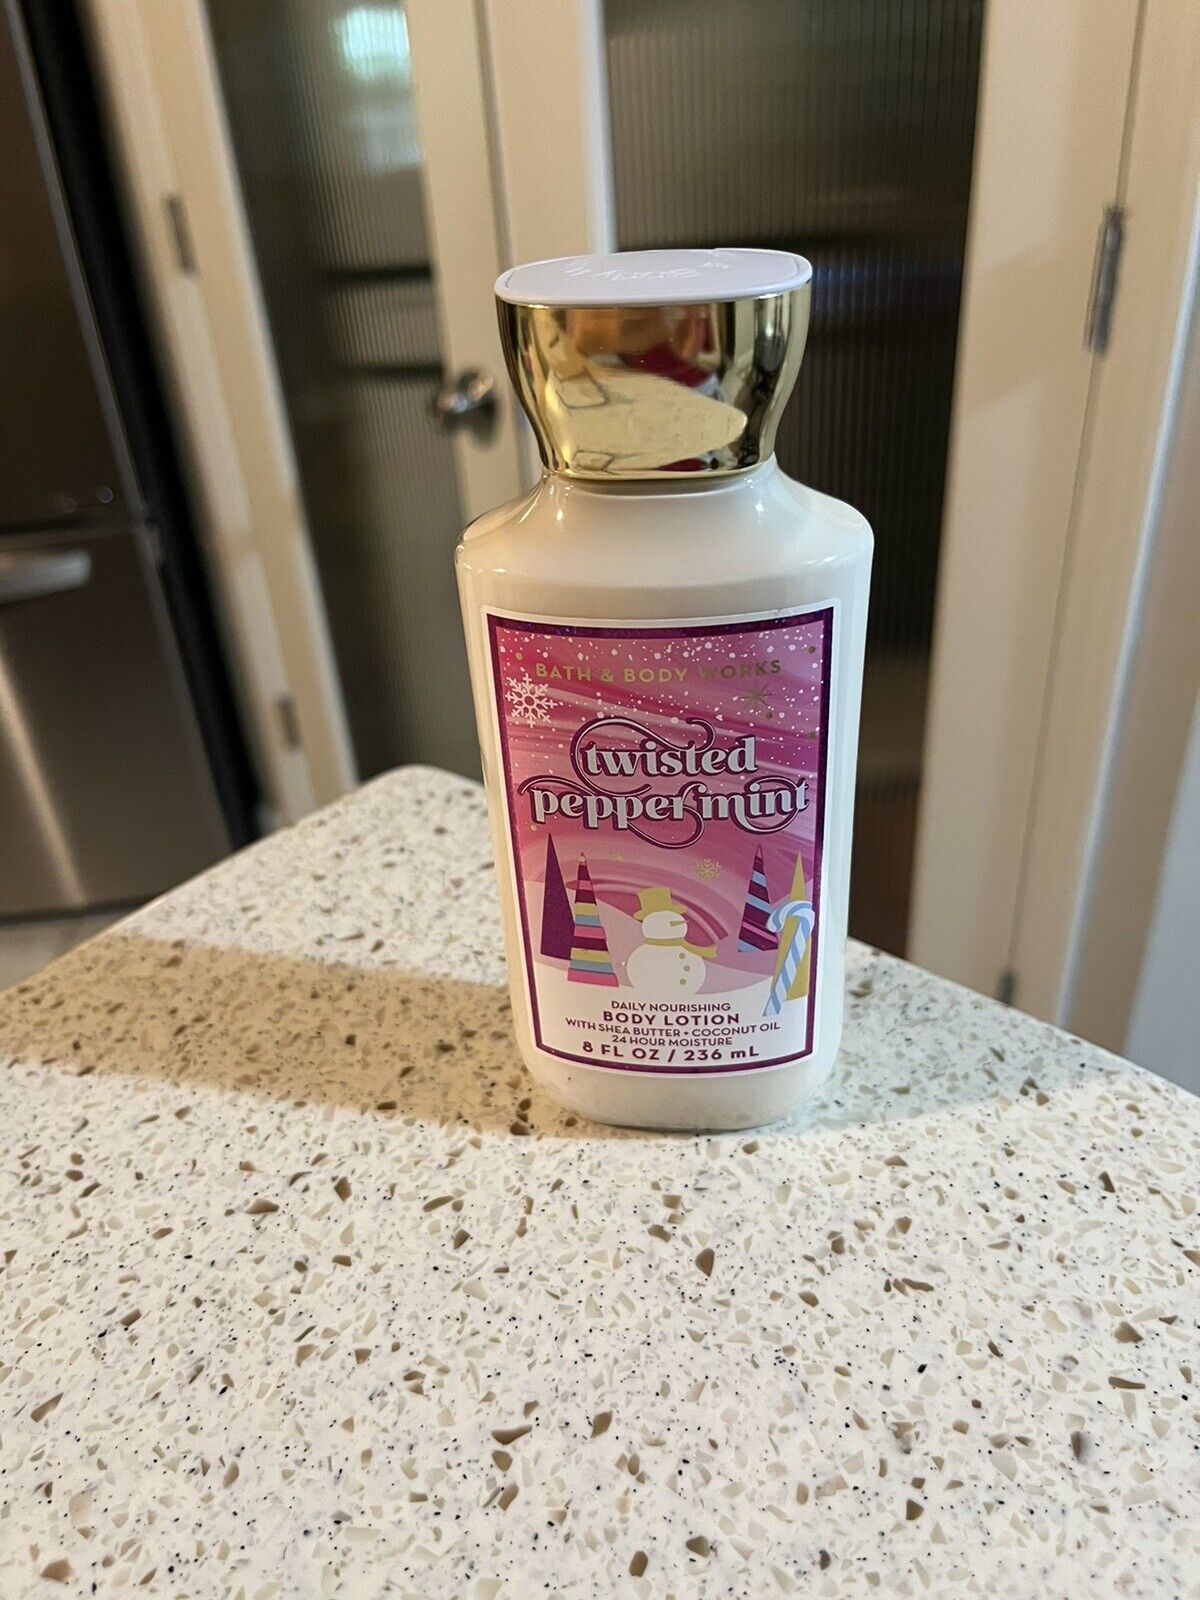 BATH & BODY WORKS
twisted
peppermint
DAILY NOURISHING
BODY LOTION
WITH SHEA BUTTER + COCONUT OIL
24 HOUR MOISTURE
8 FL OZ / 236 mL